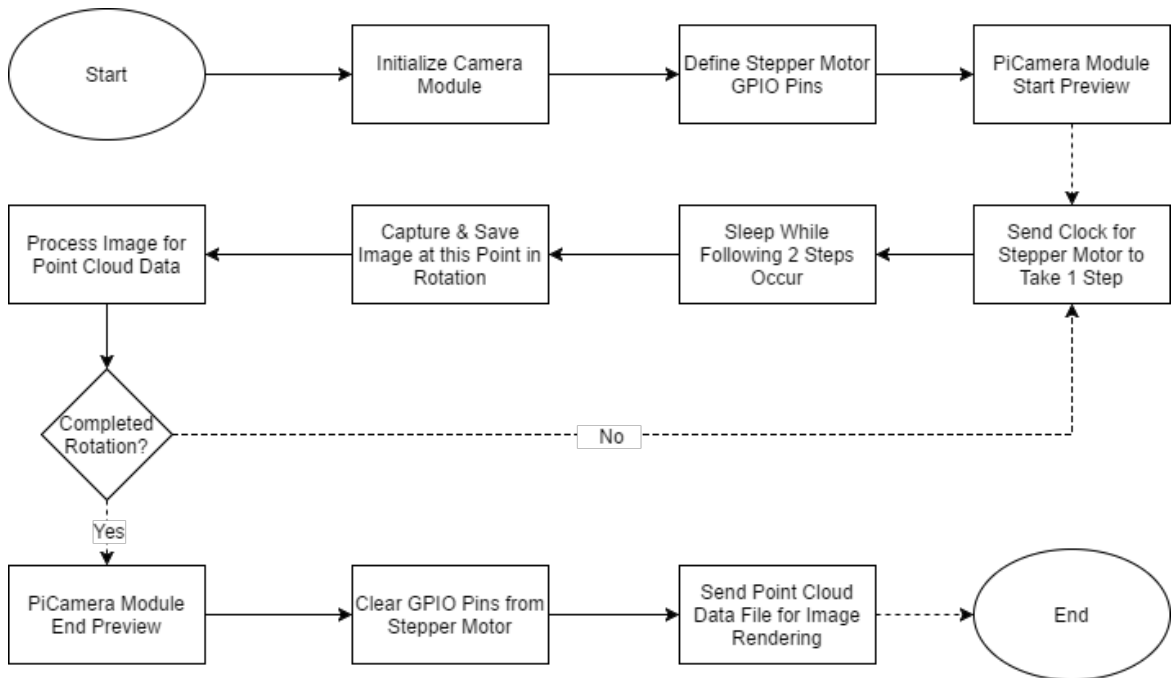 Start
Initialize Camera
Module
Define Stepper Motor
GPIO Pins
PiCamera Module
Start Preview
Send Clock for
Stepper Motor to
Take 1 Step
Sleep While
Following 2 Steps
Occur
Capture & Save
Image at this Point in
Rotation
Process Image for
Point Cloud Data
Completed
Rotation?
No
Yes
PiCamera Module
End Preview
Clear GPIO Pins from
Stepper Motor
Send Point Cloud
Data File for Image
Rendering
End